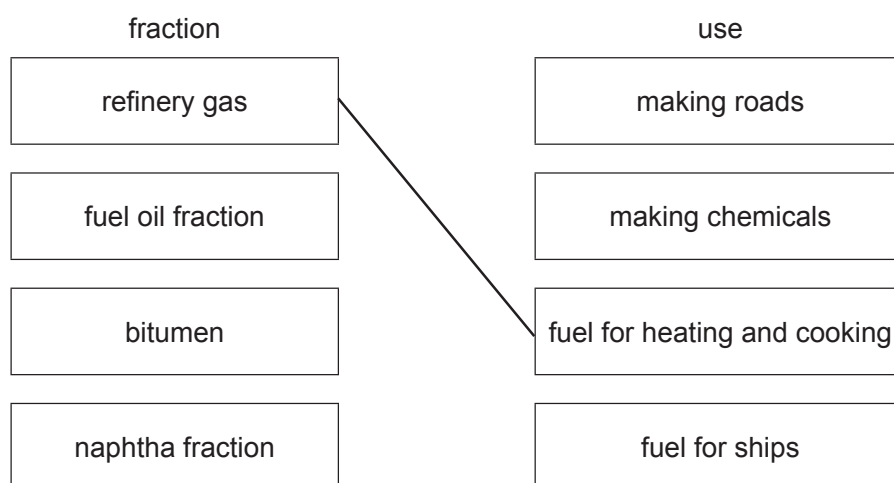 fraction use
refinery gas making roads
fuel oil fraction making chemicals
bitumen fuel for heating and cooking
naphtha fraction fuel for ships